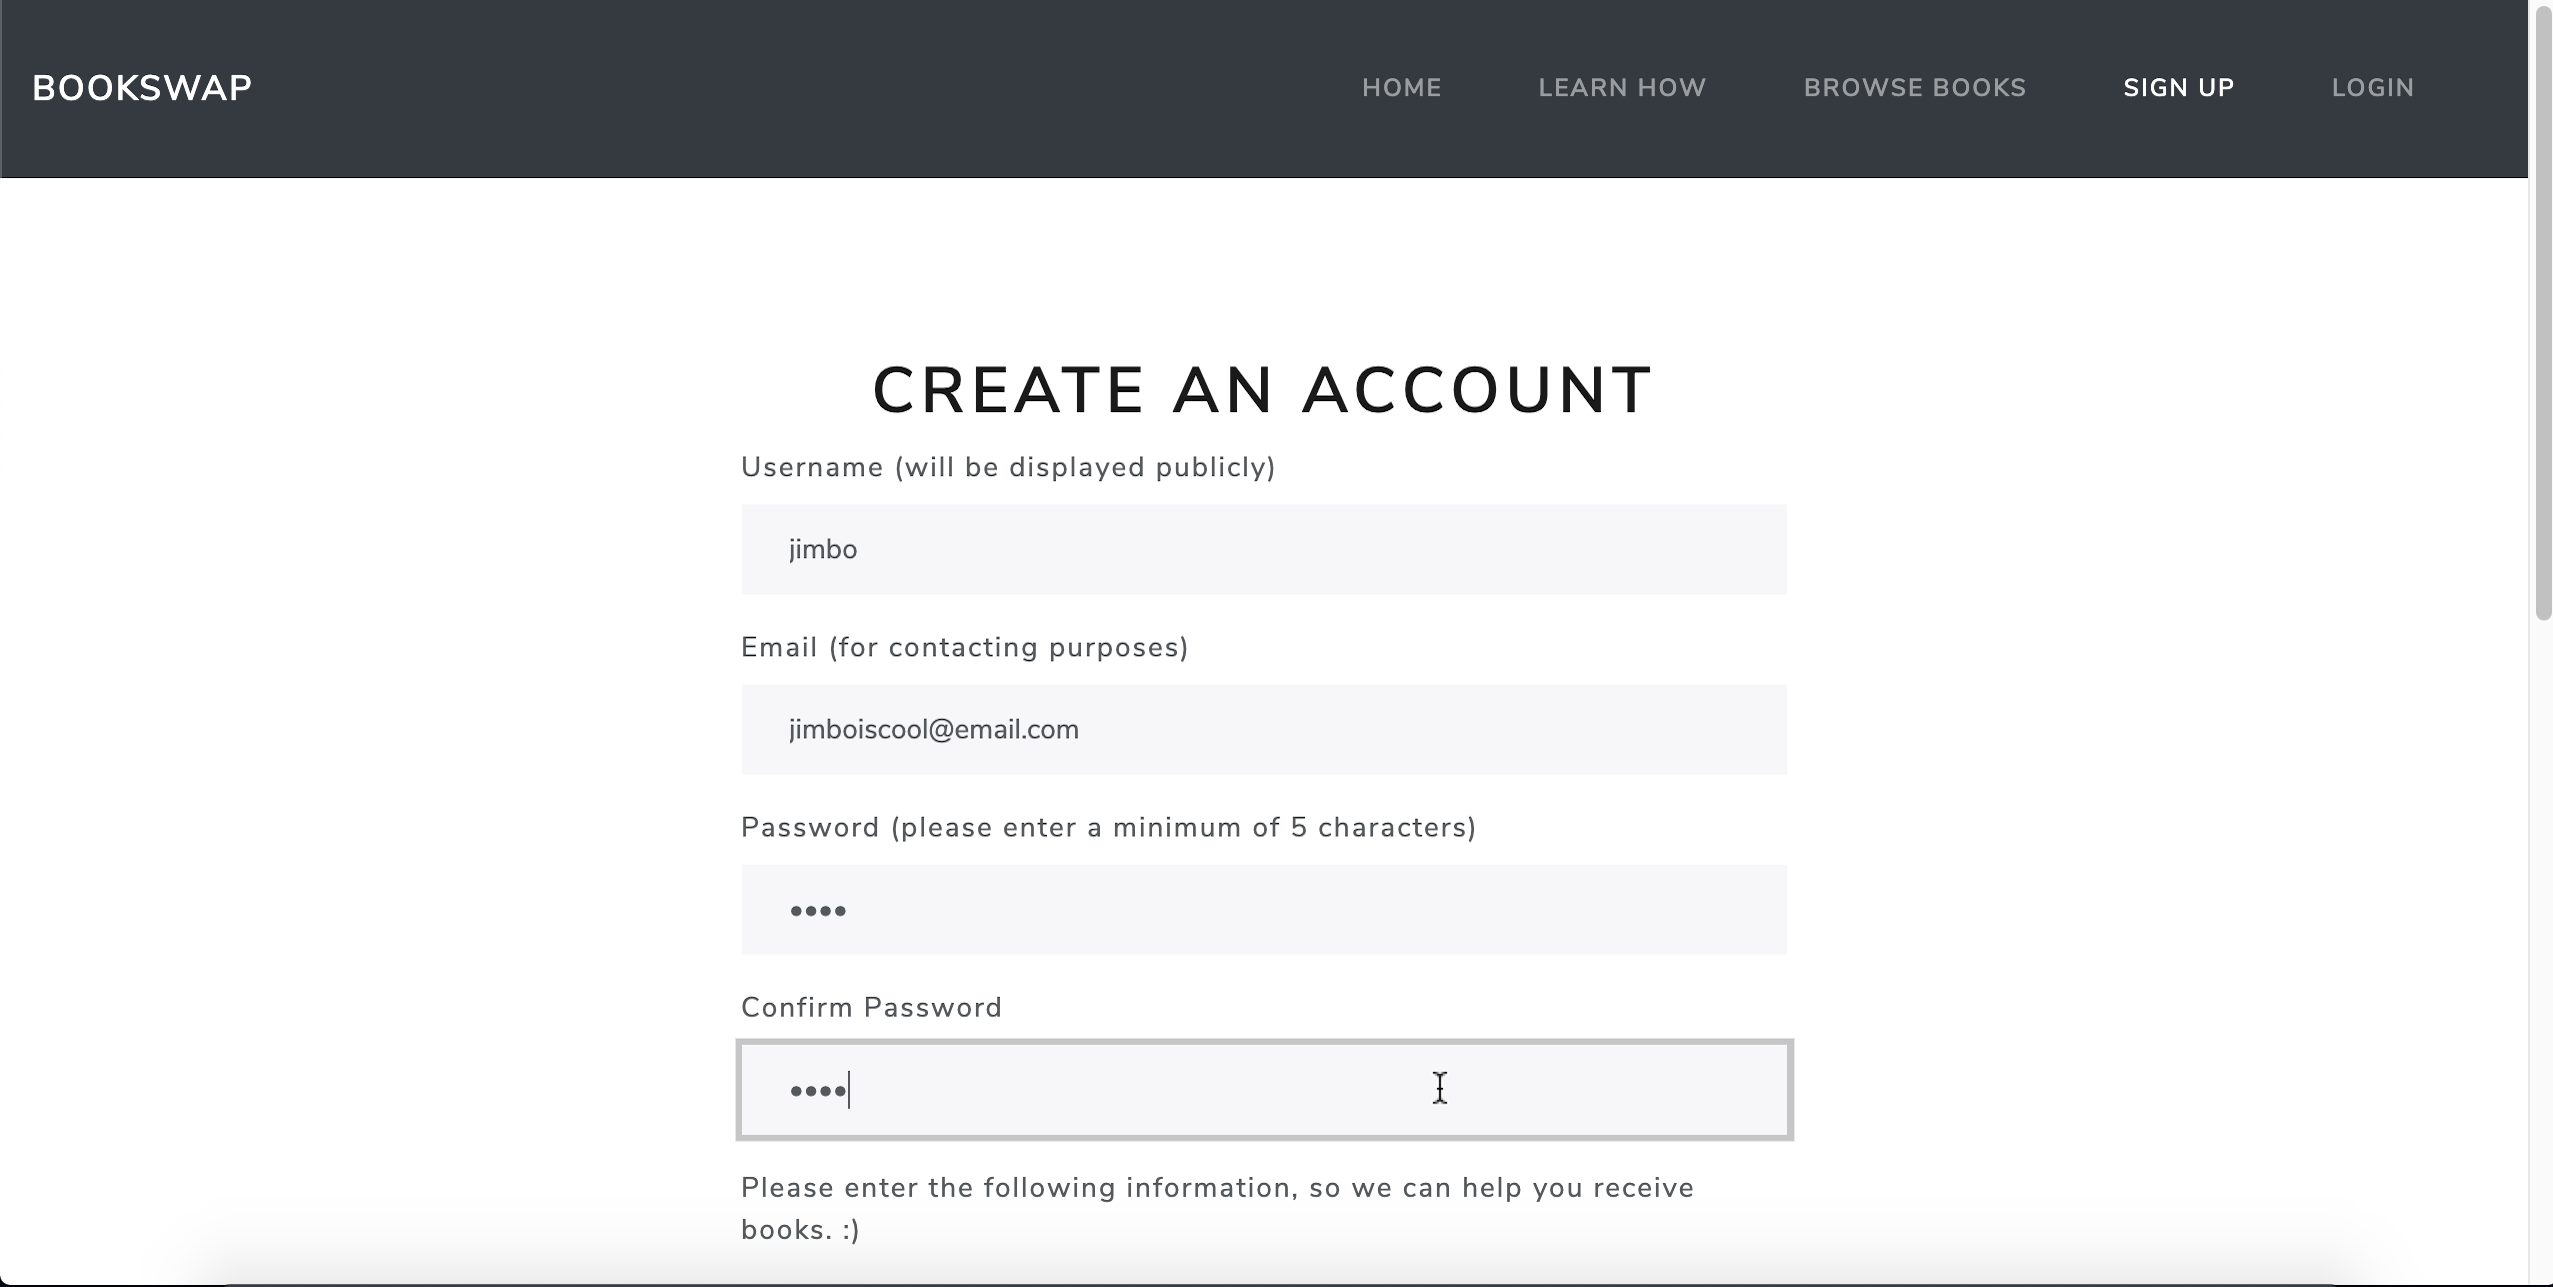 BOOKSWAP
HOME
LEARN HOW
BROWSE BOOKS
SIGN UP
LOGIN
CREATE AN ACCOUNT
Username (will be displayed publicly)
jimbo
Email (for contacting purposes)
jimboiscool@email.com
Password (please enter a minimum of 5 characters)
••••
Confirm Password
••••
Please enter the following information, so we can help you receive
books. :)